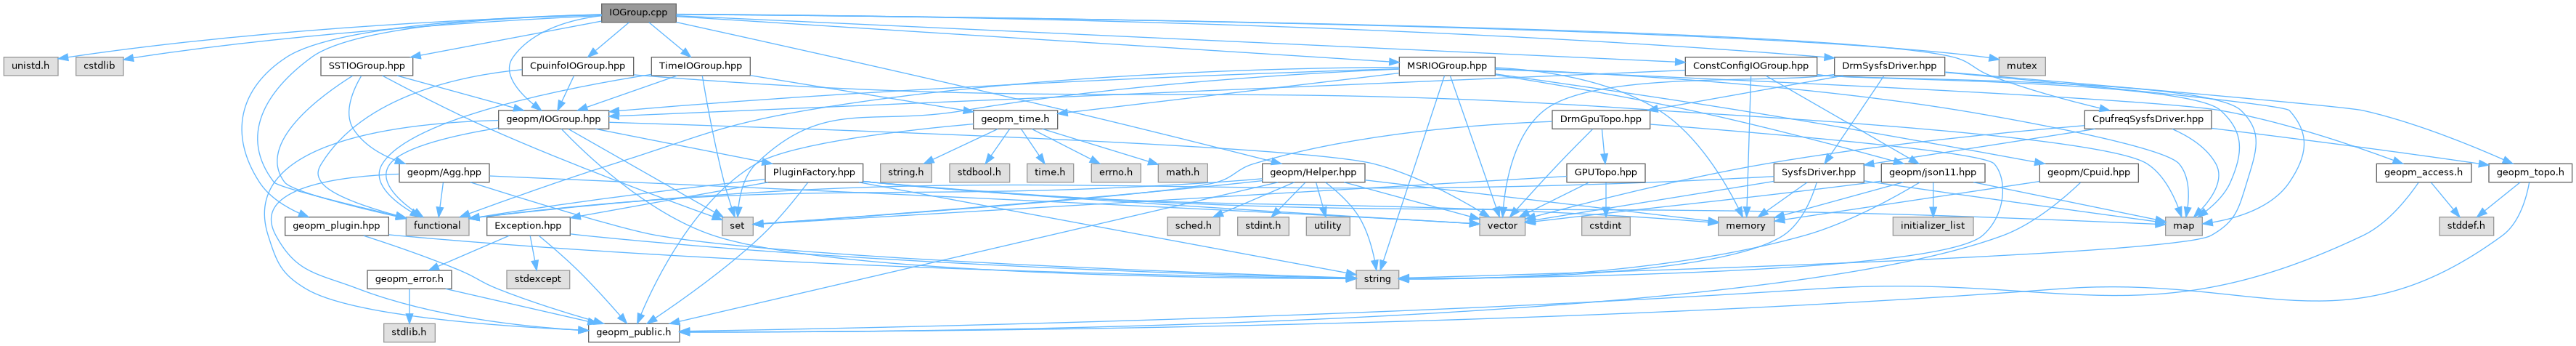 IOGroup.cpp
unistd.h
cstdlib
SSTIOGroup.hpp
CpuinfoIOGroup.hpp
TimeIOGroup.hpp
MSRIOGroup.hpp
ConstConfigIOGroup.hpp
DrmSysfsDriver.hpp
mutex
geopm/IOGroup.hpp
geopm_time.h
DrmGpuTopo.hpp
CpufreqSysfsDriver.hpp
geopm/Agg.hpp
PluginFactory.hpp
string.h
stdbool.h
time.h
errno.h
math.h
geopm/Helper.hpp
GPUTopo.hpp
SysfsDriver.hpp
geopm/json11.hpp
geopm/Cpuid.hpp
geopm_access.h
geopm_topo.h
geopm_plugin.hpp
functional
Exception.hpp
set
sched.h
stdint.h
utility
vector
cstdint
memory
initializer_list
map
stddef.h
geopm_error.h
stdexcept
string
stdlib.h
geopm_public.h